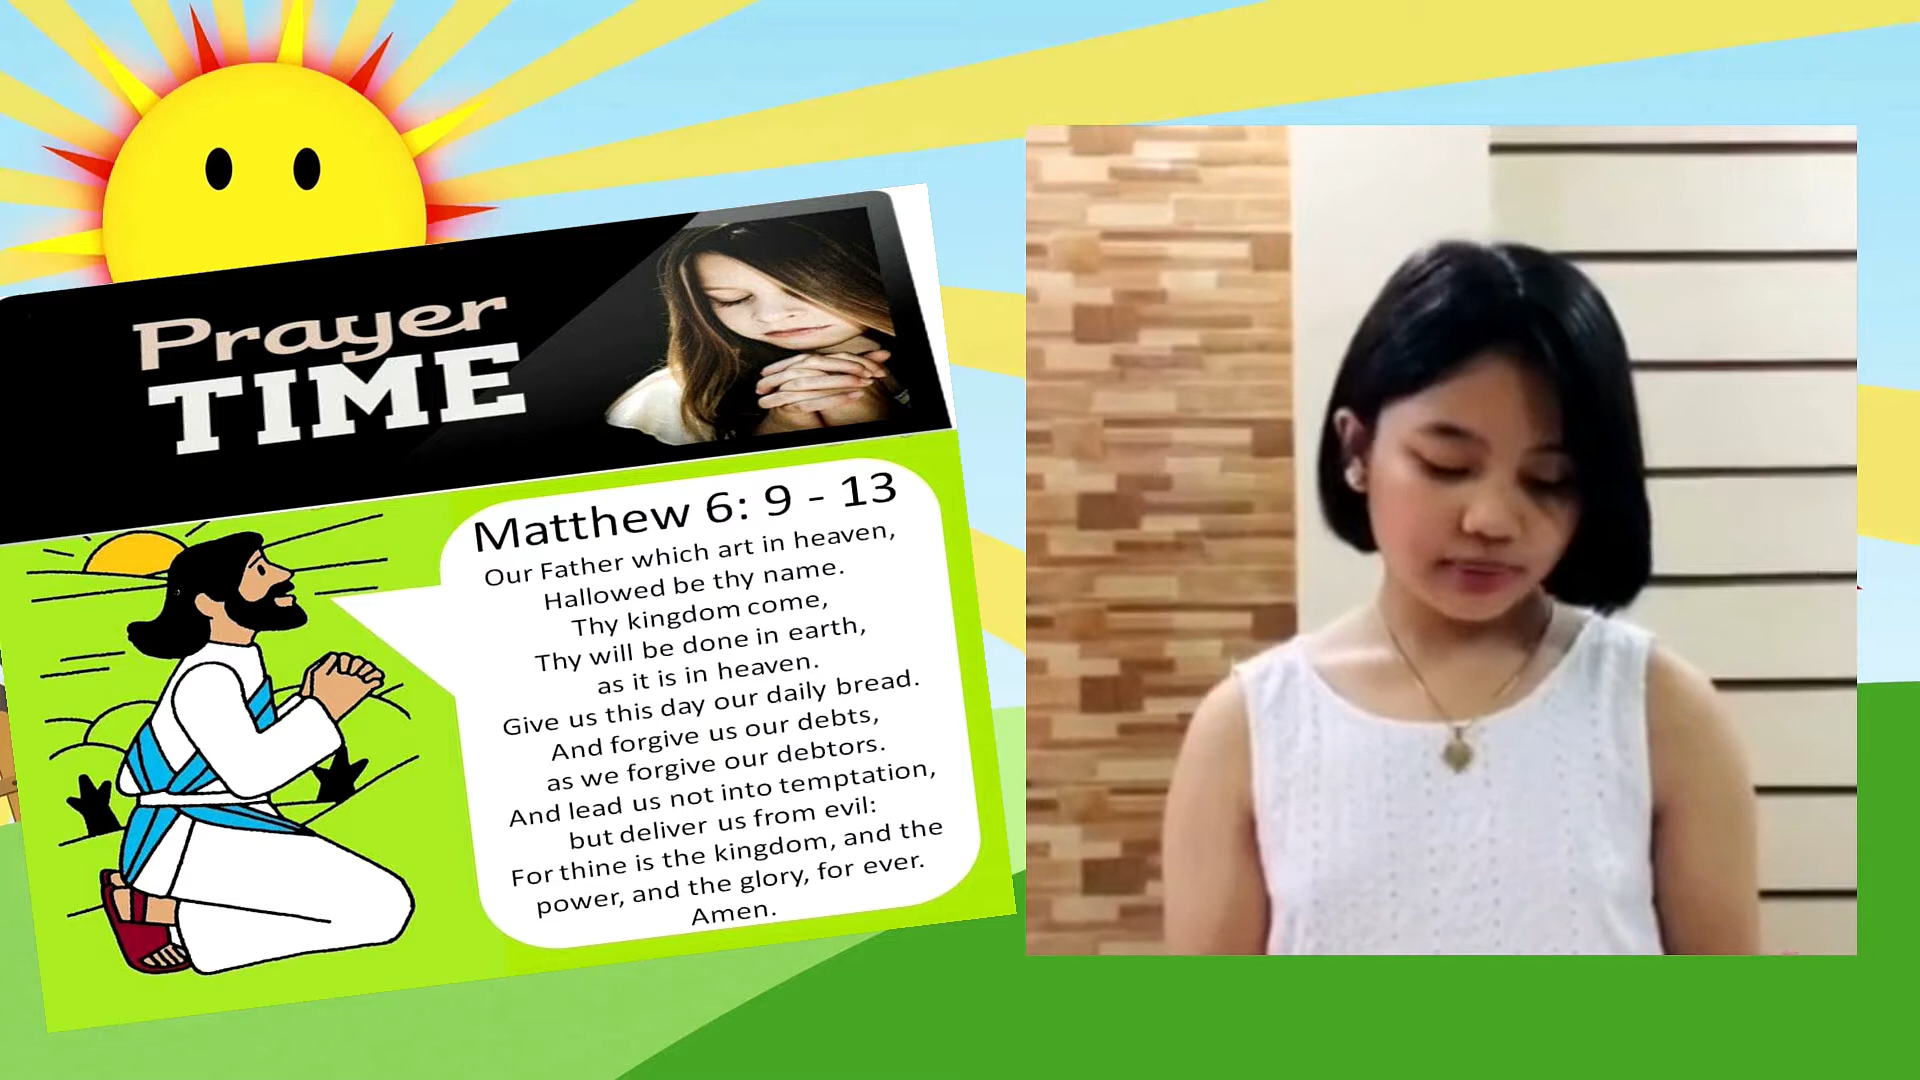 Prayer
TIME
Matthew 6: 9 - 13
Our Father which art in heaven,
Hallowed be thy name.
Thy kingdom come,
Thy will be done in earth,
as it is in heaven.
Give us this day our daily bread.
And forgive us our debts,
as we forgive our debtors.
And lead us not into temptation,
but deliver us from evil:
For thine is the kingdom, and the
power, and the glory, for ever.
Amen.